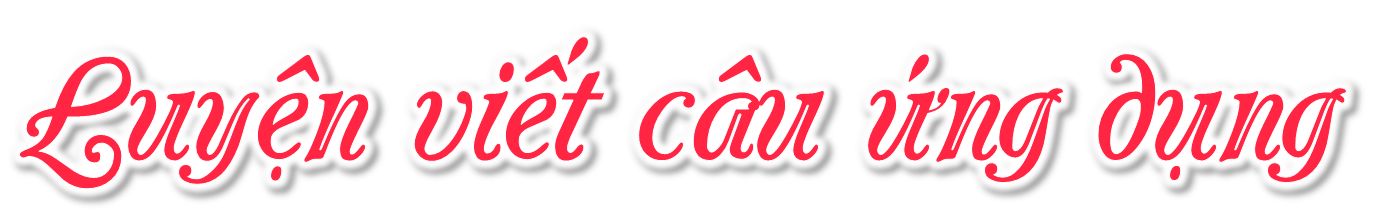 Luyện viết câu ứng dụng